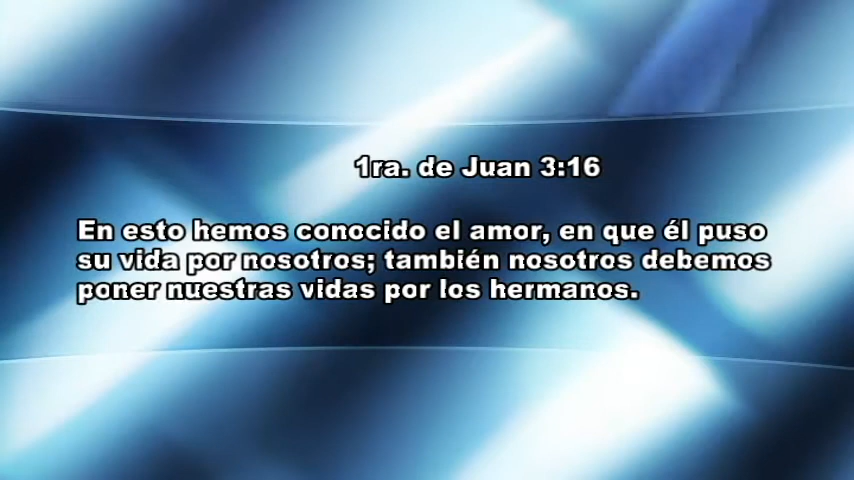 1ra. de Juan 3:16
En esto hemos conocido el amor, en que él puso
su vida por nosotros; también nosotros debemos
poner nuestras vidas por los hermanos.